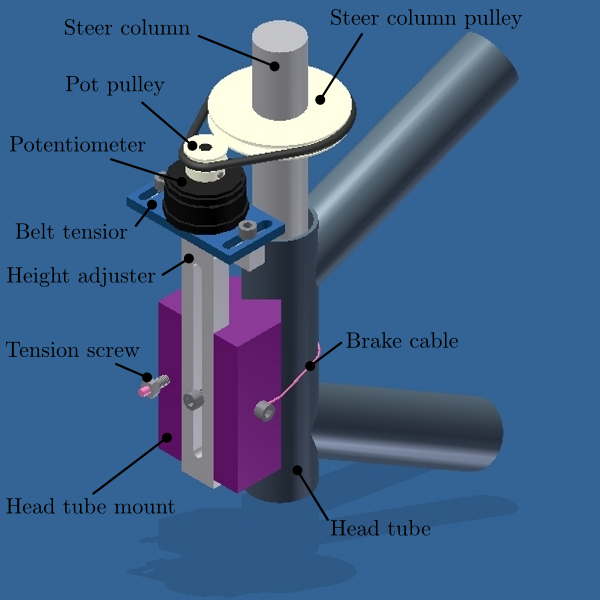 Steer column pulley
Steer column
Pot pulley
Potentiometer
Belt tensior
Height adjuster
Tension screw
Brake cable
Head tube mount
Head tube